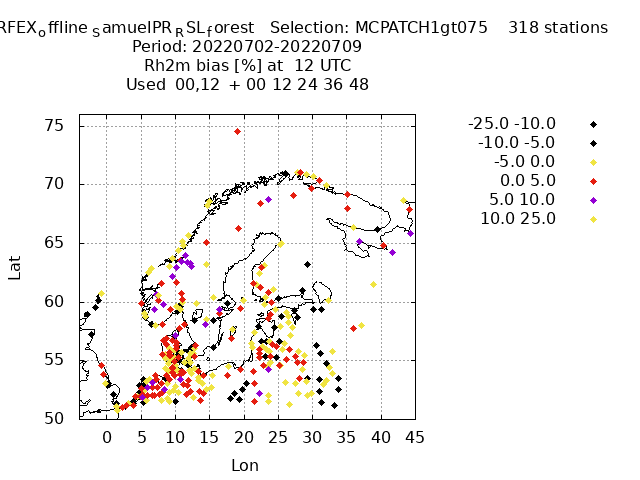 RFEXoffline SamuelPRRSLforest Selection: MCPATCH1gt075 318 stations
Period: 20220702-20220709
Rh2m bias [%] at 12 UTC
Used 00,12 + 00 12 24 36 48
-25.0 -10.0
-10.0 -5.0
-5.0 0.0
0.0 5.0
5.0 10.0
10.0 25.0
75
70
65
60
55
50
Lat
0 5 10 15 20 25 30 35 40 45
Lon